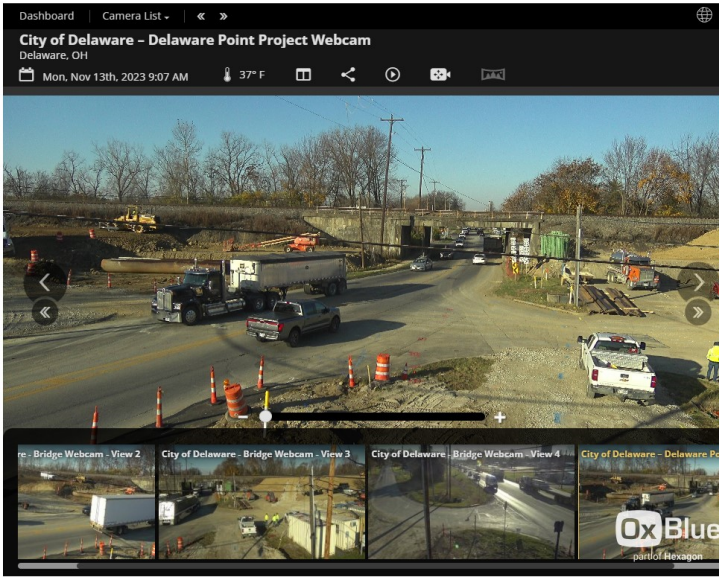 Dashboard
Camera List
«
»
City of Delaware – Delaware Point Project Webcam
Delaware, OH
Mon, Nov 13th, 2023 9:07 AM
37° F
re - Bridge Webcam - View 2
City of Delaware - Bridge Webcam - View 3
City of Delaware - Bridge Webcam - View 4
City of Delaware – Delaware Po
OxBlue
part of Hexagon